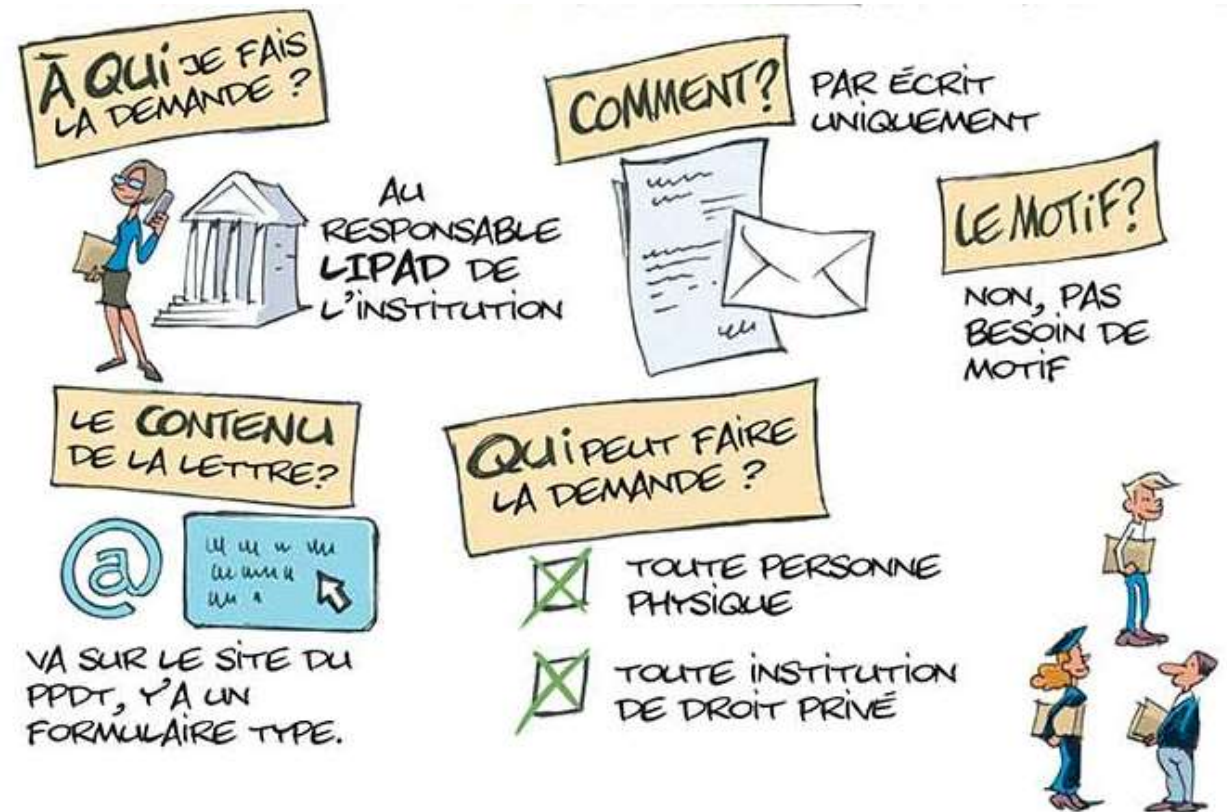 À QUI JE FAIS
LA DEMANDE ?
AU
RESPONSABLE
LIPAD DE
L'INSTITUTION
COMMENT?
PAR ÉCRIT
UNIQUEMENT
LE MOTIF?
NON, PAS
BESOIN DE
MOTIF
LE CONTENU
DE LA LETTRE?
@
VA SUR LE SITE DU
PPDT, Y'A UN
FORMULAIRE TYPE.
QUI PEUT FAIRE
LA DEMANDE ?
TOUTE PERSONNE
PHYSIQUE
TOUTE INSTITUTION
DE DROIT PRIVÉ